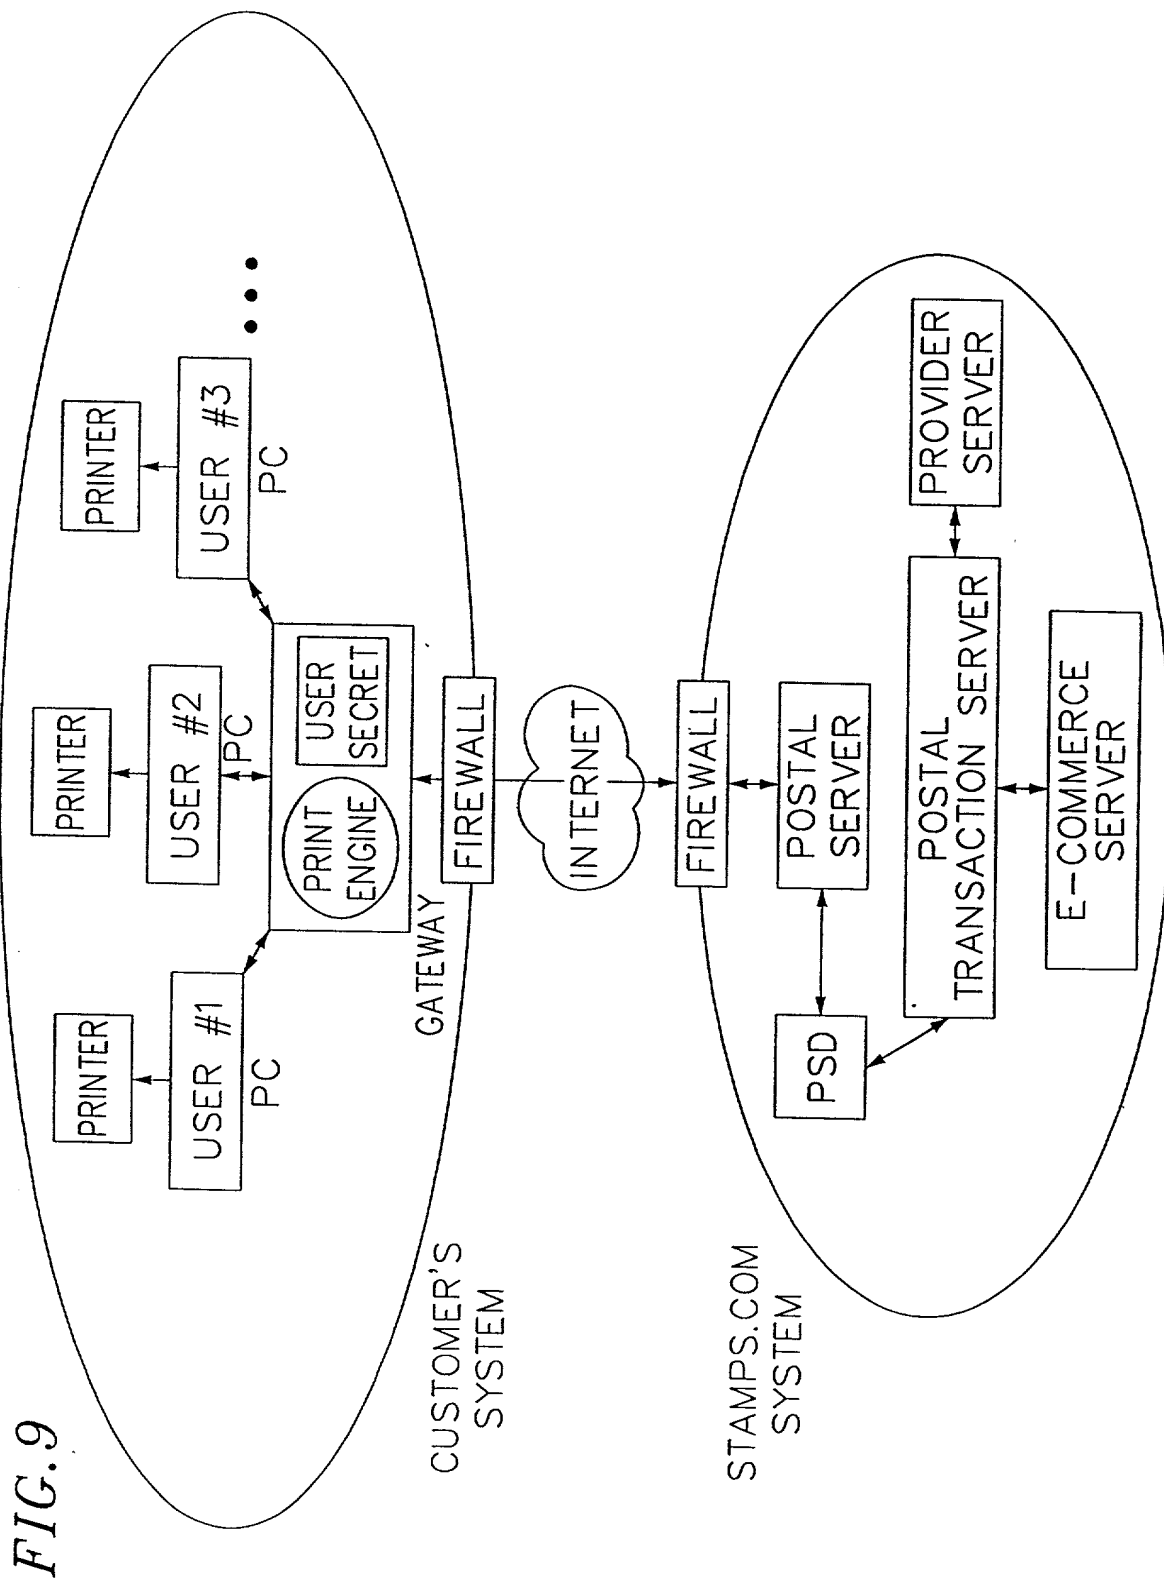 FIG.9
PRINTER
PRINTER
PRINTER
USER #1
USER #2
USER #3
PC
PC
PC
PRINT
ENGINE
USER
SECRET
GATEWAY
FIREWALL
CUSTOMER'S
SYSTEM
INTERNET
FIREWALL
STAMPS.COM
SYSTEM
PSD
POSTAL
SERVER
POSTAL
TRANSACTION SERVER
PROVIDER
SERVER
E-COMMERCE
SERVER